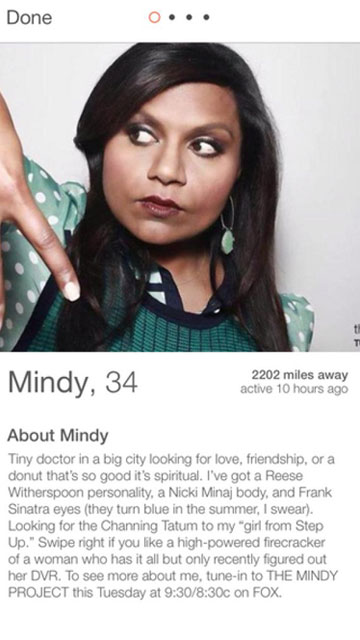 Done
Mindy, 34
2202 miles away
active 10 hours ago
About Mindy
Tiny doctor in a big city looking for love, friendship, or a
donut that's so good it's spiritual. I've got a Reese
Witherspoon personality, a Nicki Minaj body, and Frank
Sinatra eyes (they turn blue in the summer, I swear).
Looking for the Channing Tatum to my "girl from Step
Up." Swipe right if you like a high-powered firecracker
of a woman who has it all but only recently figured out
her DVR. To see more about me, tune-in to THE MINDY
PROJECT this Tuesday at 9:30/8:30c on FOX.